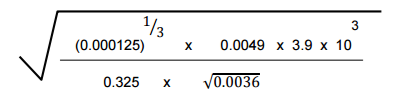 √
(0.000125)^{1/3} x 0.0049 x 3.9 x 10^3
0.325 x √0.0036